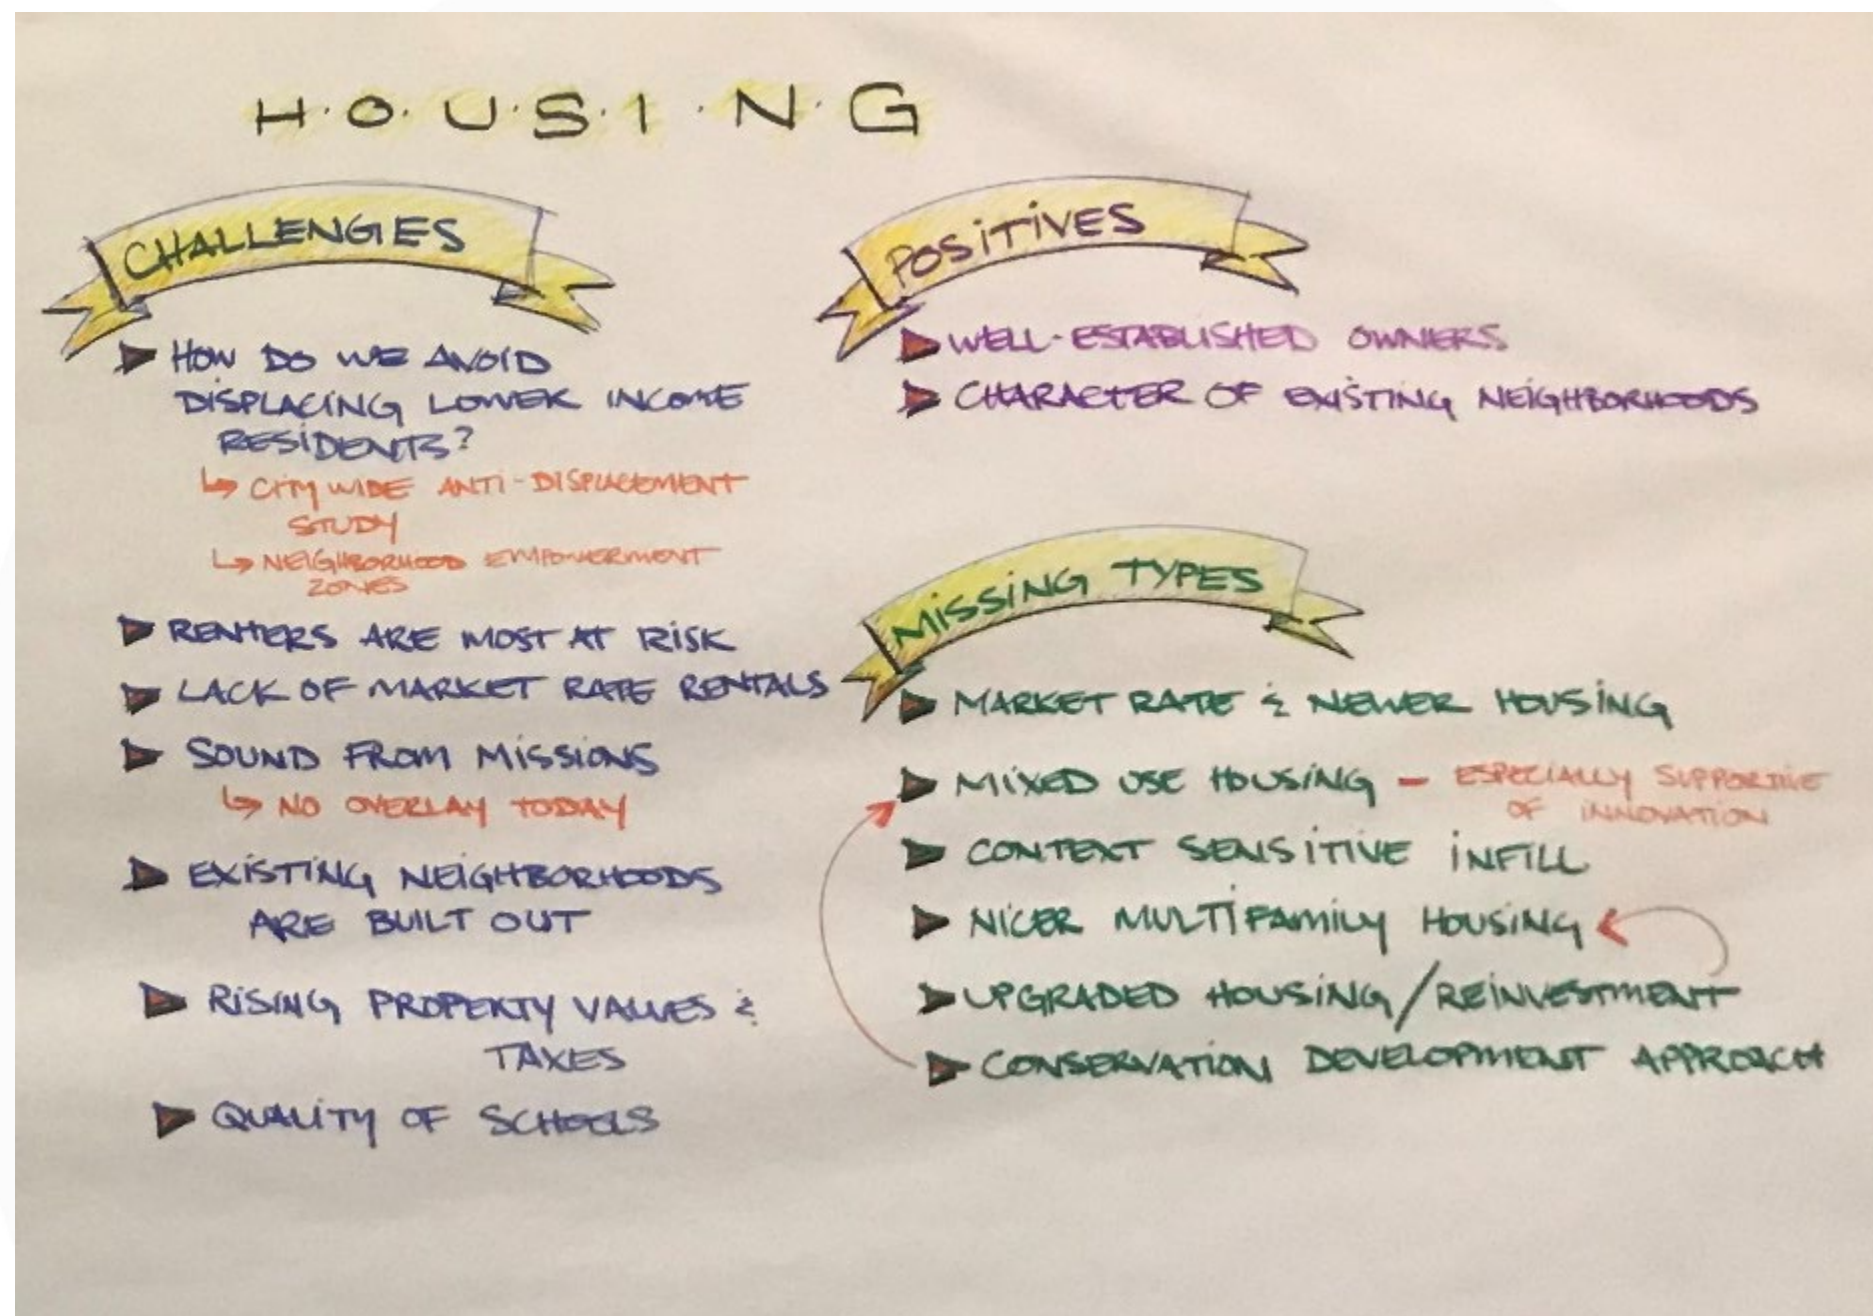 H·O·U·S·I·N·G
CHALLENGES
HOW DO WE AVOID
DISPLACING LOWER INCOME
RESIDENTS?
↳ CITY WIDE ANTI-DISPLACEMENT
STUDY
↳ NEIGHBORHOOD EMPOWERMENT
ZONES
RENTERS ARE MOST AT RISK
LACK OF MARKET RATE RENTALS
SOUND FROM MISSIONS
↳ NO OVERLAY TODAY
EXISTING NEIGHBORHOODS
ARE BUILT OUT
RISING PROPERTY VALUES &
TAXES
QUALITY OF SCHOOLS
POSITIVES
WELL-ESTABLISHED OWNERS
CHARACTER OF EXISTING NEIGHBORHOODS
MISSING TYPES
MARKET RATE & NEWER HOUSING
MIXED USE HOUSING - ESPECIALLY SUPPORTIVE
OF INNOVATION
CONTEXT SENSITIVE INFILL
NICER MULTIFAMILY HOUSING
UPGRADED HOUSING/REINVESTMENT
CONSERVATION DEVELOPMENT APPROACH